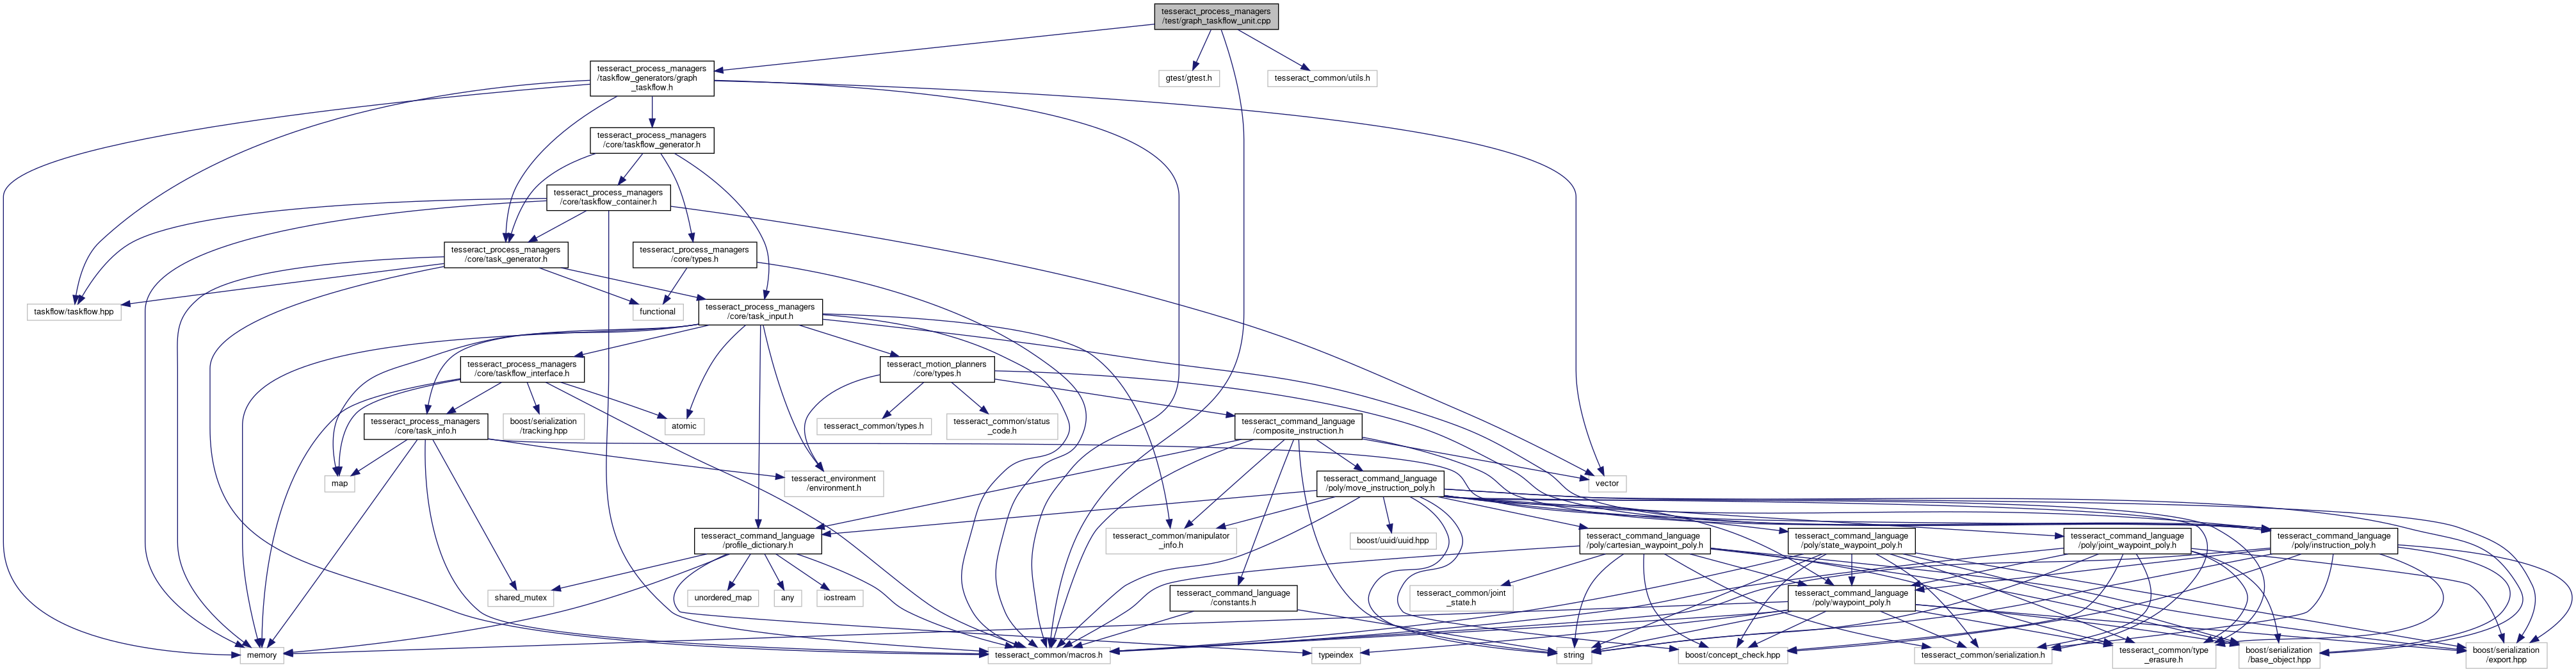 tesseract_process_managers
/test/graph_taskflow_unit.cpp
tesseract_process_managers
/taskflow_generators/graph
_taskflow.h
gtest/gtest.h
tesseract_common/utils.h
tesseract_process_managers
/core/taskflow_generator.h
tesseract_process_managers
/core/taskflow_container.h
tesseract_process_managers
/core/task_generator.h
tesseract_process_managers
/core/types.h
taskflow/taskflow.hpp
functional
tesseract_process_managers
/core/task_input.h
tesseract_process_managers
/core/taskflow_interface.h
tesseract_motion_planners
/core/types.h
tesseract_process_managers
/core/task_info.h
boost/serialization
/tracking.hpp
atomic
tesseract_common/types.h
tesseract_common/status
_code.h
tesseract_command_language
/composite_instruction.h
map
tesseract_environment
/environment.h
tesseract_command_language
/poly/move_instruction_poly.h
vector
tesseract_command_language
/profile_dictionary.h
tesseract_common/manipulator
_info.h
boost/uuid/uuid.hpp
tesseract_command_language
/poly/cartesian_waypoint_poly.h
tesseract_command_language
/poly/state_waypoint_poly.h
tesseract_command_language
/poly/joint_waypoint_poly.h
tesseract_command_language
/poly/instruction_poly.h
shared_mutex
unordered_map
any
iostream
tesseract_command_language
/constants.h
tesseract_common/joint
_state.h
tesseract_command_language
/poly/waypoint_poly.h
memory
tesseract_common/macros.h
typeindex
string
boost/concept_check.hpp
tesseract_common/serialization.h
tesseract_common/type
_erasure.h
boost/serialization
/base_object.hpp
boost/serialization
/export.hpp